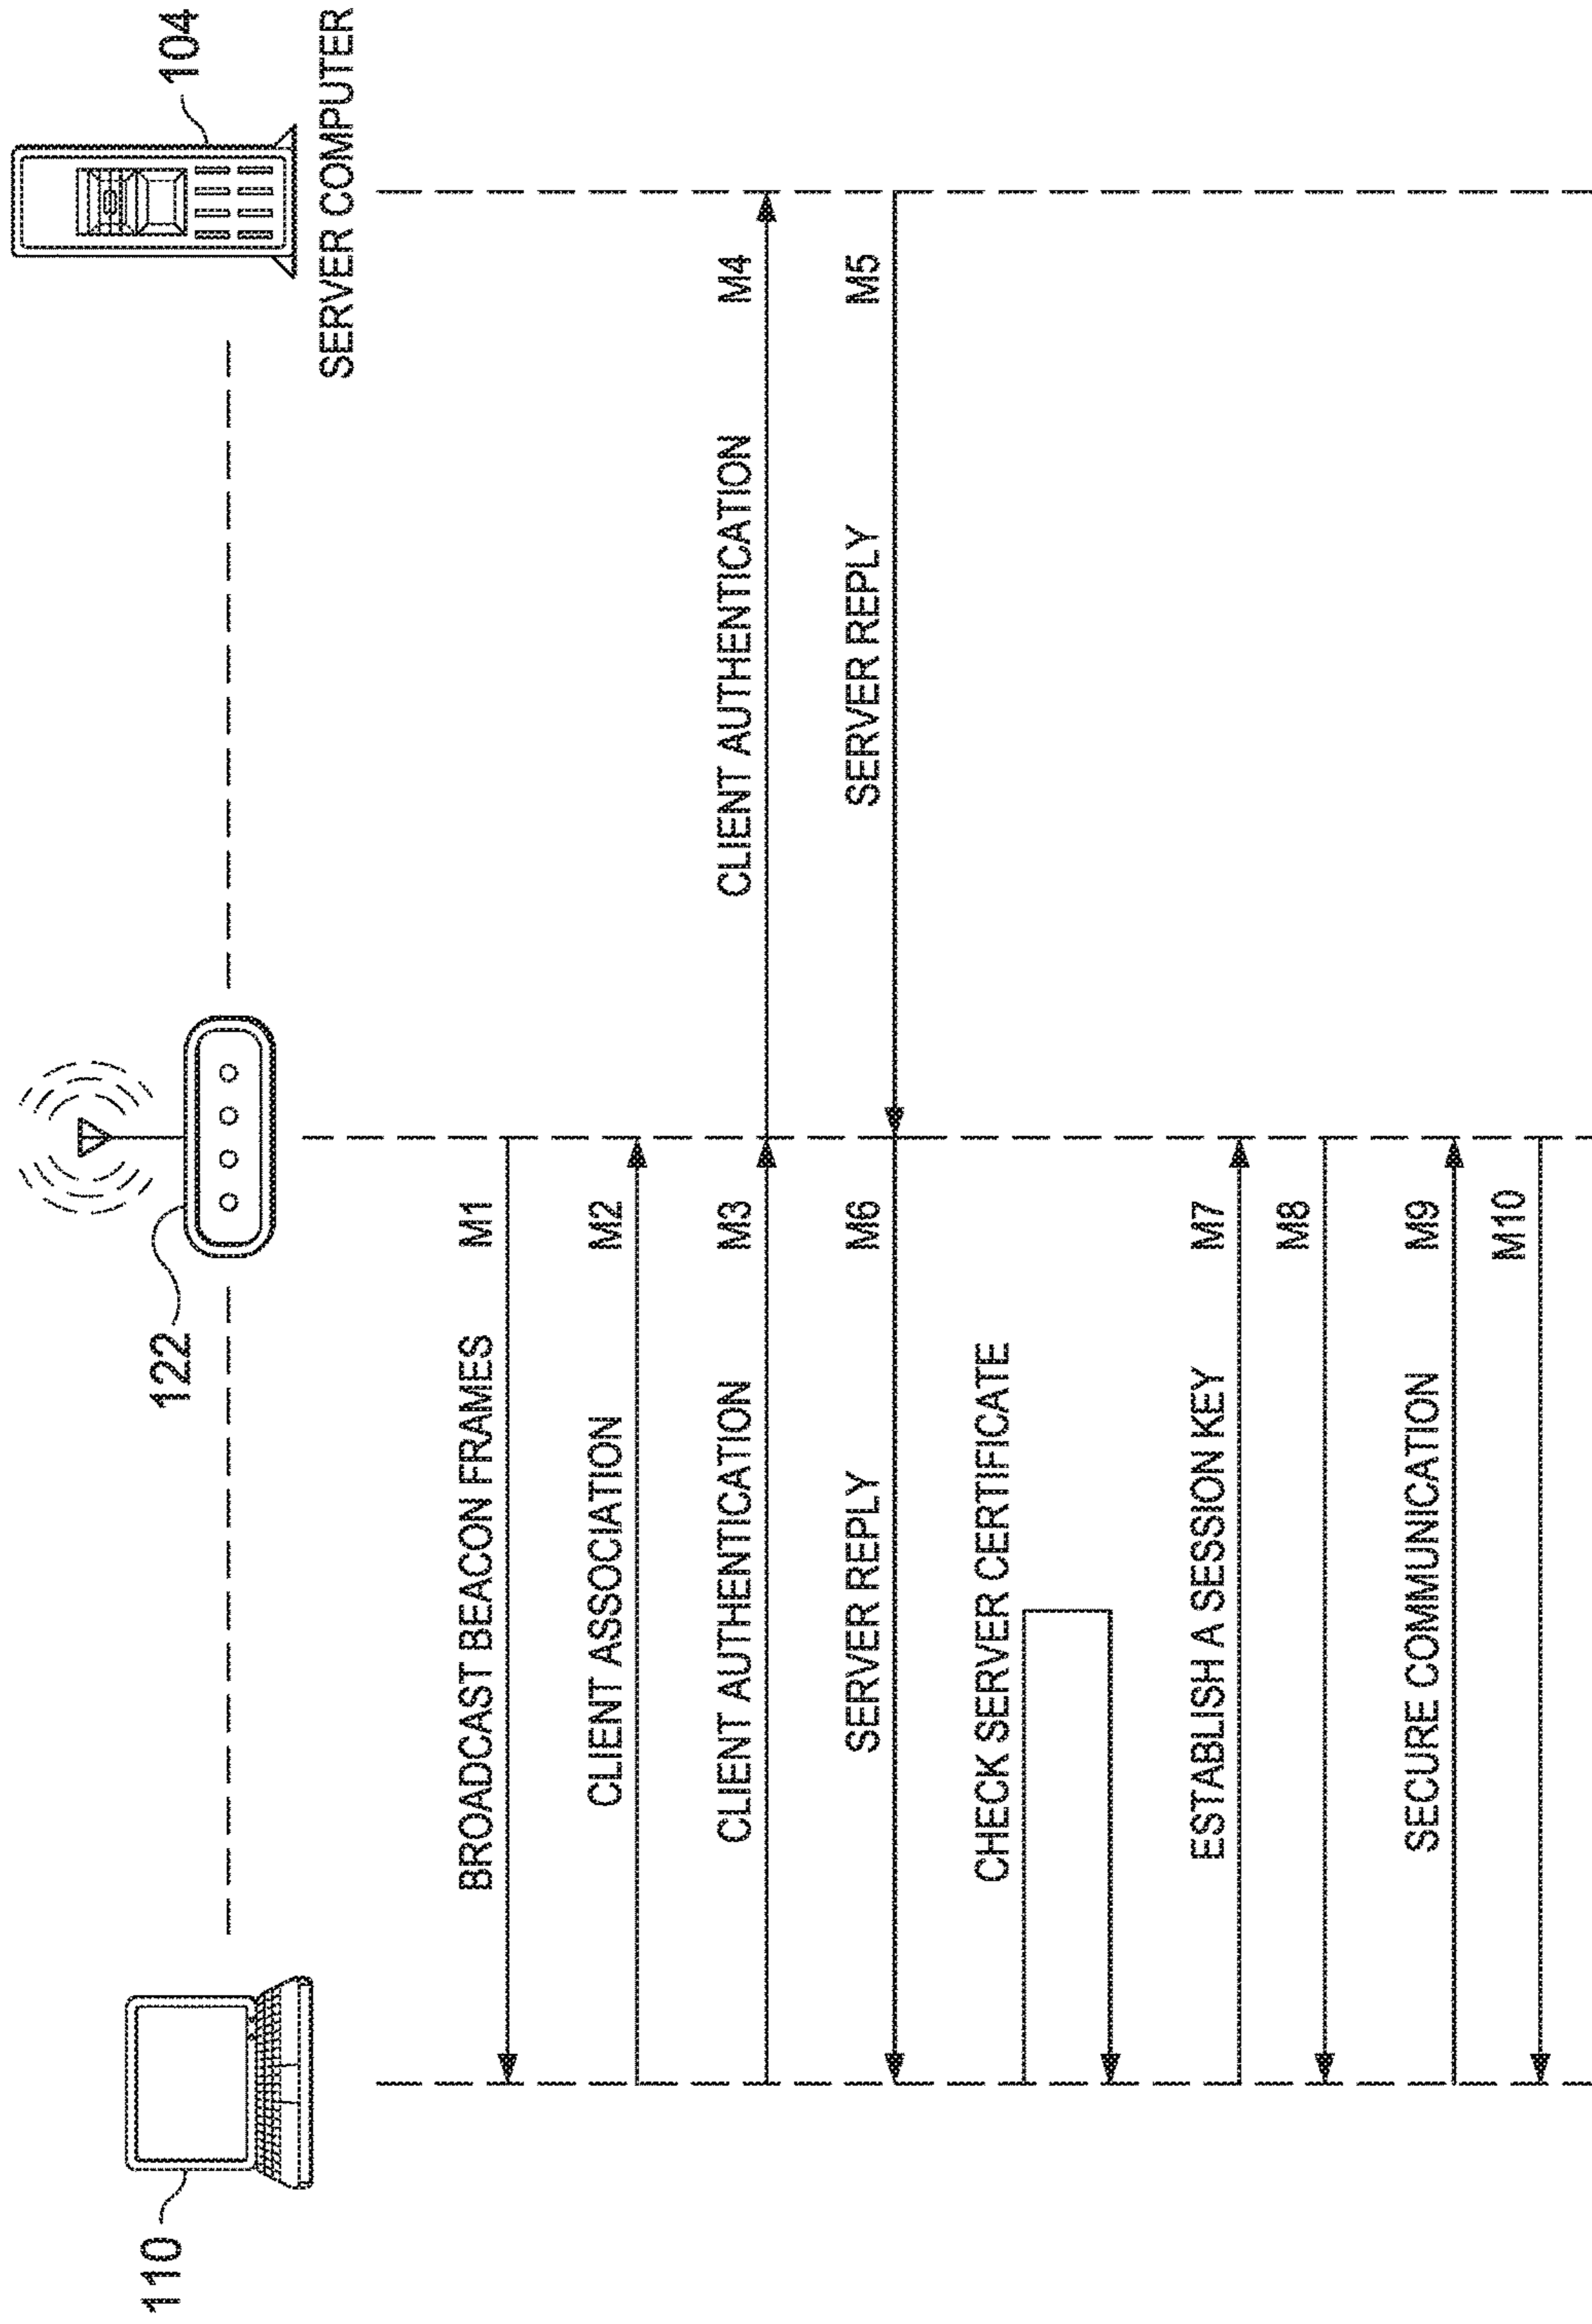 110
122
104
SERVER COMPUTER
BROADCAST BEACON FRAMES M1
CLIENT ASSOCIATION M2
CLIENT AUTHENTICATION M3
CLIENT AUTHENTICATION M4
SERVER REPLY M6
SERVER REPLY M5
CHECK SERVER CERTIFICATE
ESTABLISH A SESSION KEY M7
M8
SECURE COMMUNICATION M9
M10